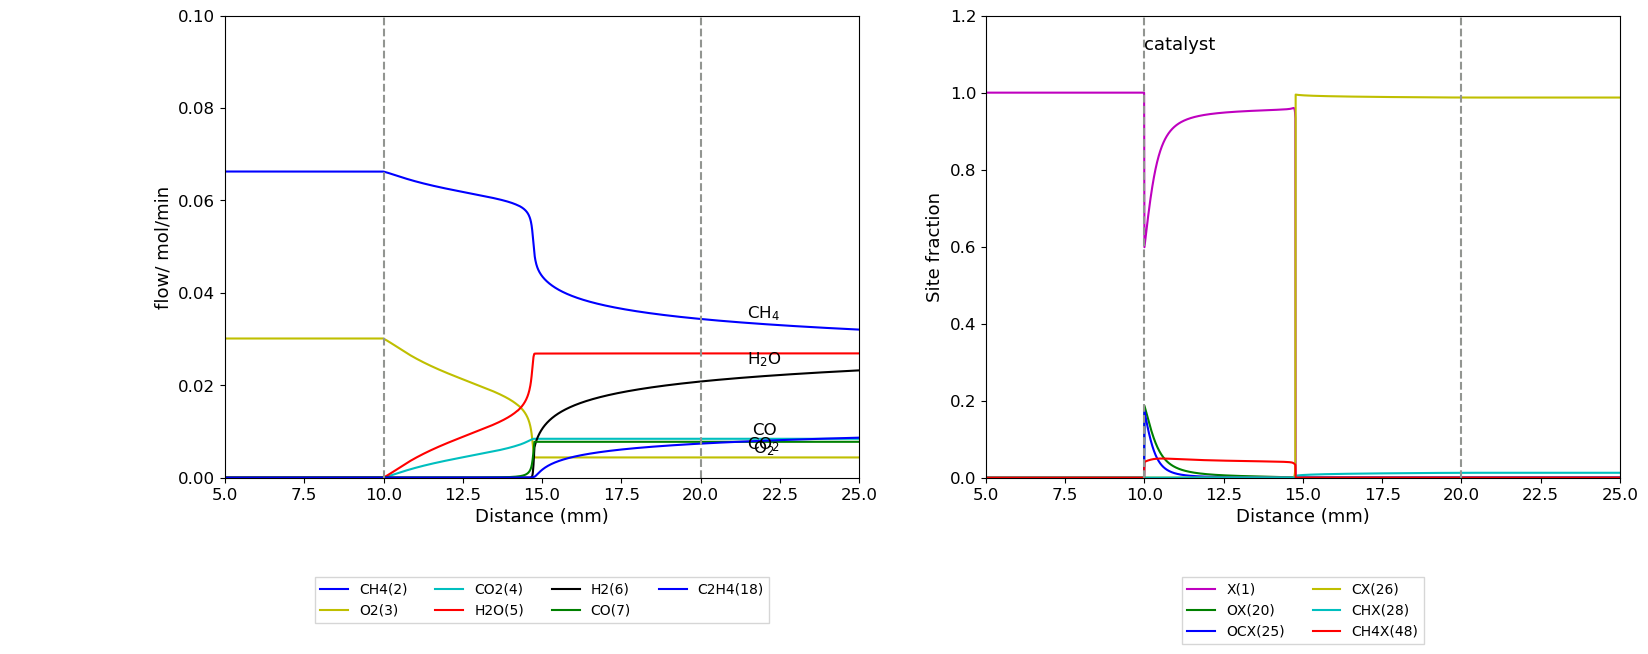 0.10
0.08
0.06
0.04
0.02
0.00
flow/ mol/min
CH4
H2O
CO
CO2
O2
5.0 7.5 10.0 12.5 15.0 17.5 20.0 22.5 25.0
Distance (mm)
CH4(2) CO2(4) H2(6) C2H4(18)
O2(3) H2O(5) CO(7)
1.2
1.0
0.8
0.6
0.4
0.2
0.0
Site fraction
catalyst
5.0 7.5 10.0 12.5 15.0 17.5 20.0 22.5 25.0
Distance (mm)
X(1) CX(26)
OX(20) CHX(28)
OCX(25) CH4X(48)